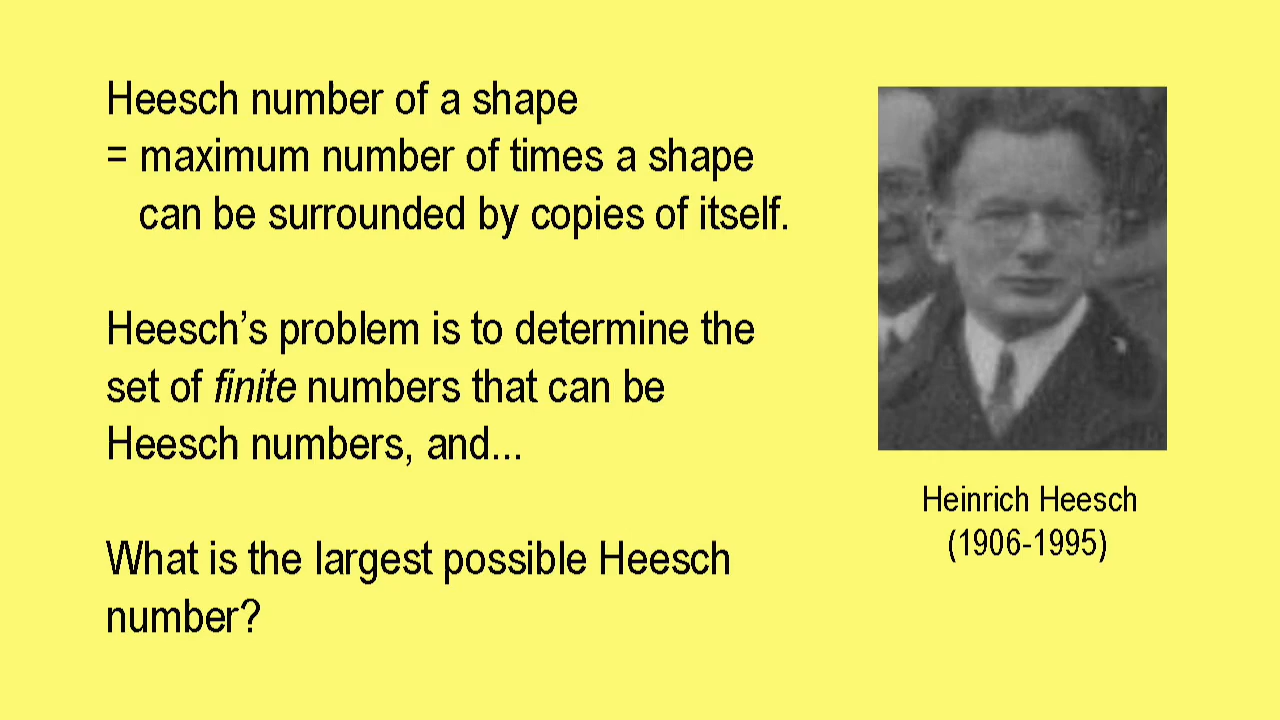 Heesch number of a shape
= maximum number of times a shape
can be surrounded by copies of itself.
Heesch’s problem is to determine the
set of finite numbers that can be
Heesch numbers, and...
What is the largest possible Heesch
number?
Heinrich Heesch
(1906-1995)